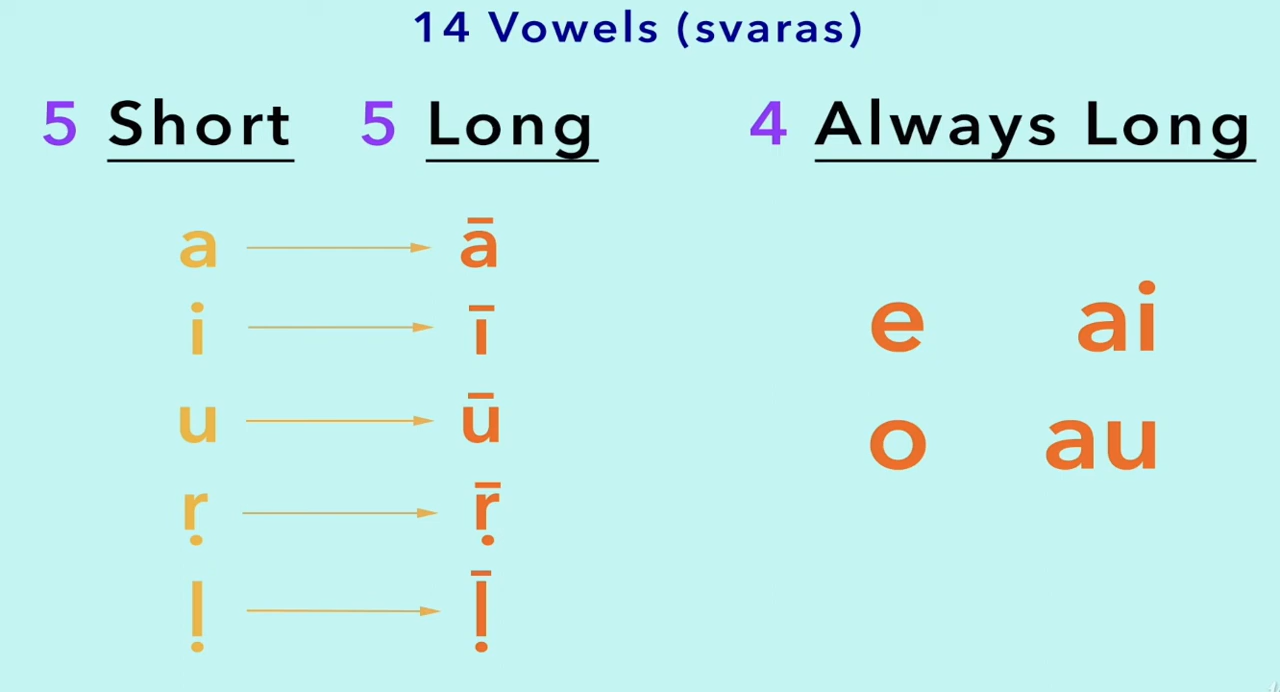 14 Vowels (svaras)
5 Short 5 Long 4 Always Long
a ā
i ī
e ai
u ū
o au
ṛ ṝ
ḷ ḹ